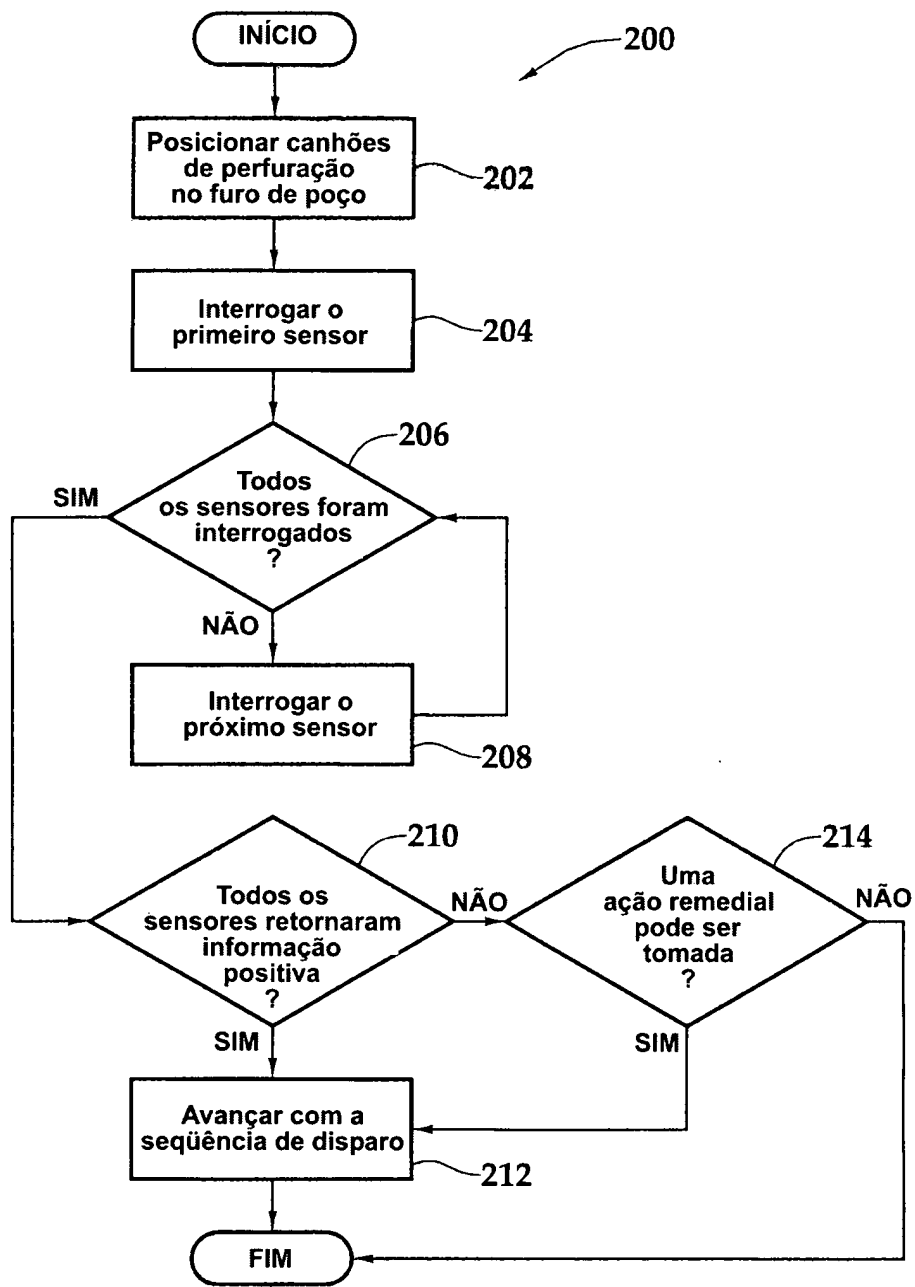 INÍCIO
200
Posicionar canhões
de perfuração
no furo de poço
202
Interrogar o
primeiro sensor
204
206
Todos
os sensores foram
interrogados
?
SIM
NÃO
Interrogar o
próximo sensor
208
210
Todos os
sensores retornaram
informação
positiva
?
NÃO
214
Uma
ação remedial
pode ser
tomada
?
NÃO
SIM
SIM
Avançar com a
seqüência de disparo
212
FIM